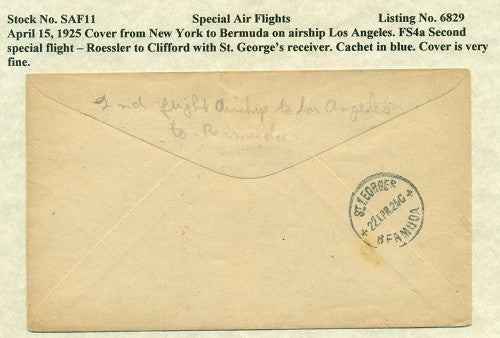 Stock No. SAF11 Special Air Flights Listing No. 6829
April 15, 1925 Cover from New York to Bermuda on airship Los Angeles. FS4a Second
special flight – Roessler to Clifford with St. George's receiver. Cachet in blue. Cover is very
fine.
2nd flight Airship to Los Angeles
to Bermuda
ST. GEORGES
22 APR. 25
BERMUDA